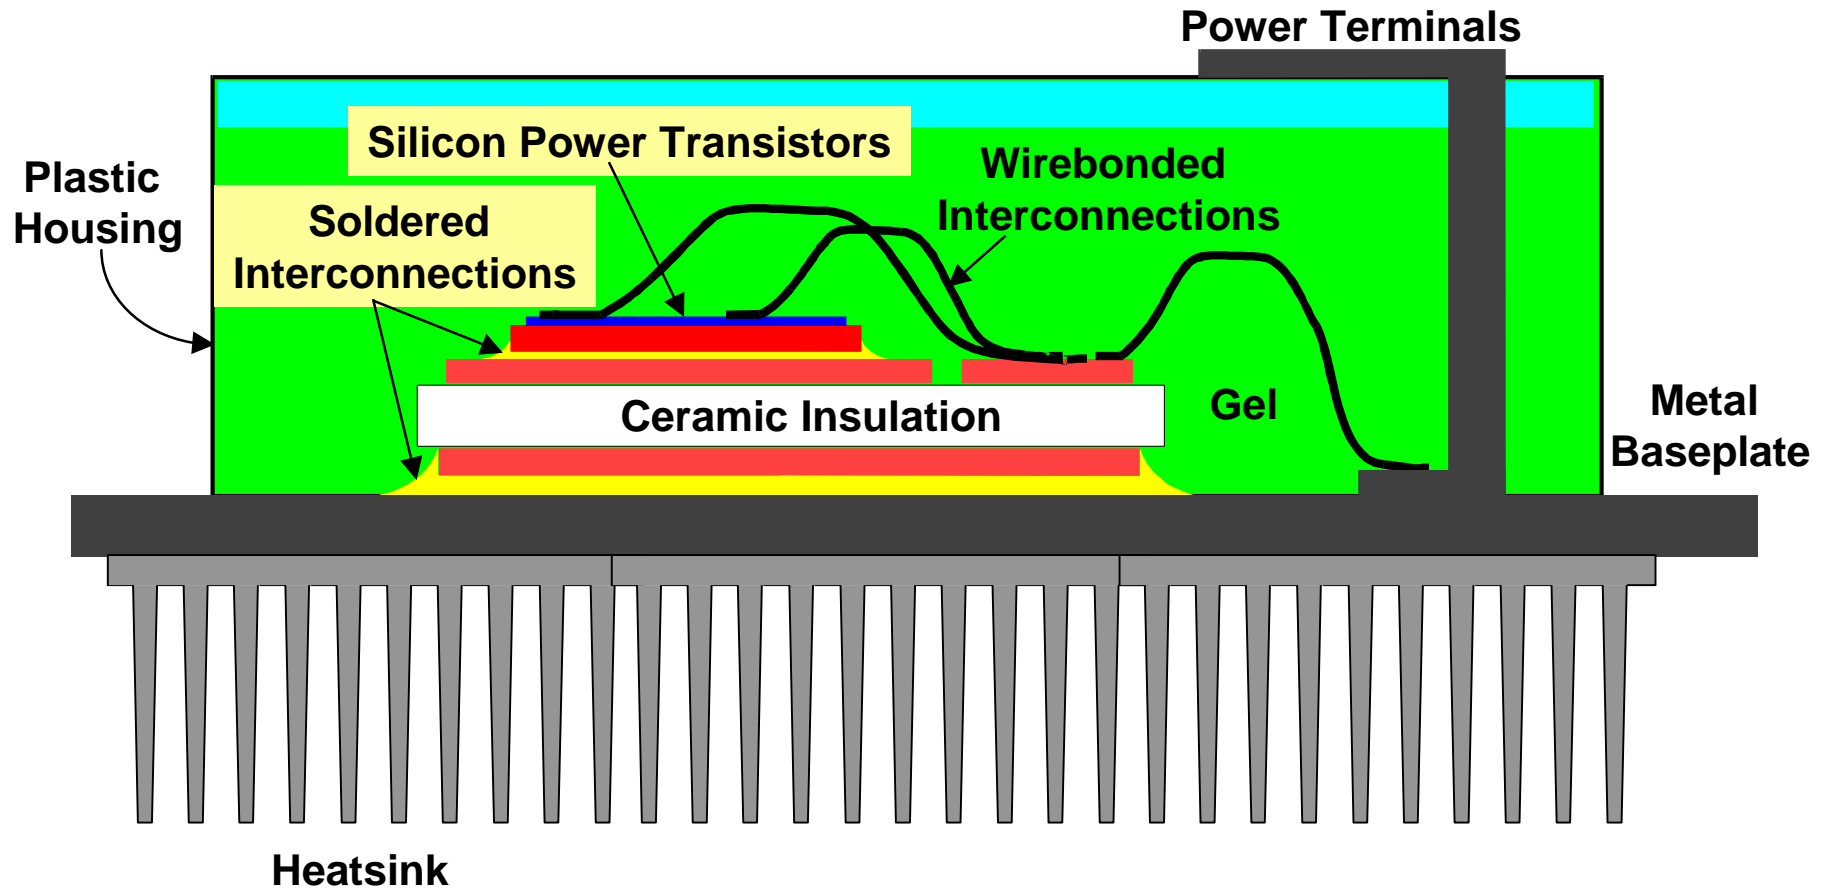 Power Terminals
Silicon Power Transistors
Wirebonded
Interconnections
Plastic
Housing
Soldered
Interconnections
Ceramic Insulation
Gel
Metal
Baseplate
Heatsink